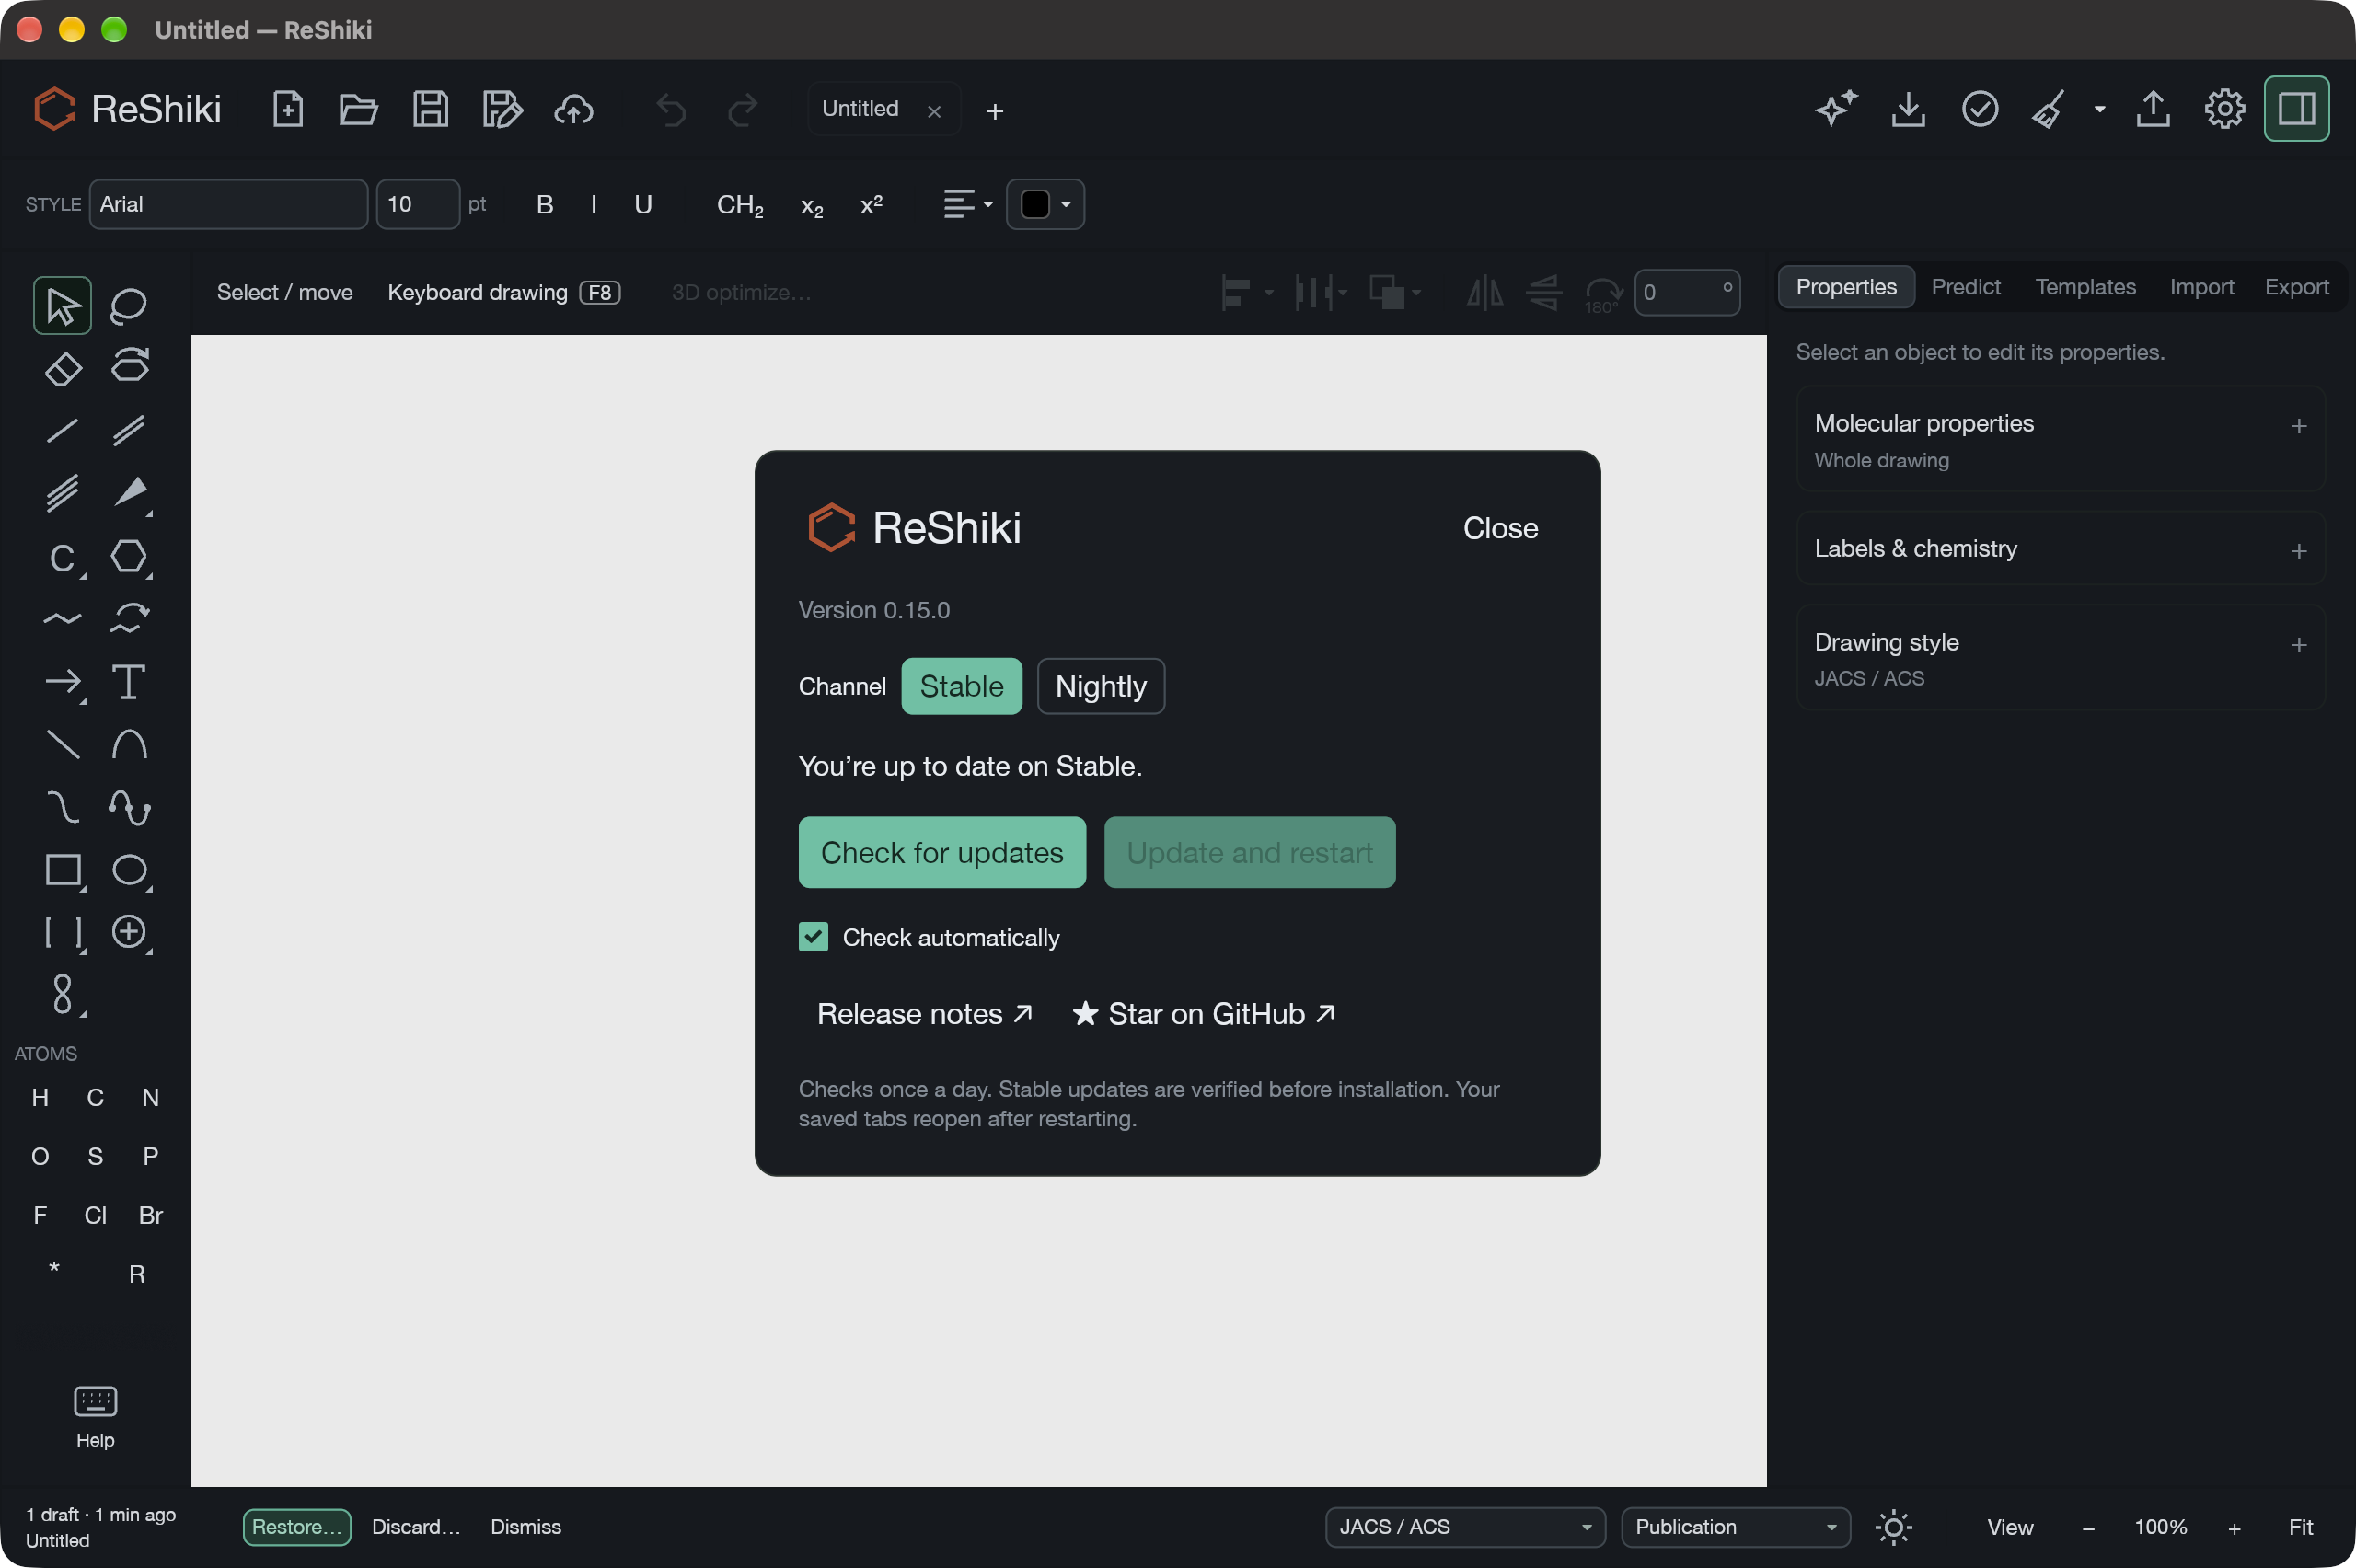 Untitled — ReShiki
ReShiki
Untitled
STYLE Arial 10 pt B I U CH₂ x₂ x²
Select / move Keyboard drawing F8 3D optimize... 180° 0 °
Properties Predict Templates Import Export
Select an object to edit its properties.
Molecular properties
Whole drawing
Labels & chemistry
Drawing style
JACS / ACS
ReShiki
Close
Version 0.15.0
Channel Stable Nightly
You’re up to date on Stable.
Check for updates Update and restart
Check automatically
Release notes ↗ ★ Star on GitHub ↗
Checks once a day. Stable updates are verified before installation. Your
saved tabs reopen after restarting.
C
T
[ ]
ATOMS
H C N
O S P
F Cl Br
* R
Help
1 draft · 1 min ago
Untitled
Restore... Discard... Dismiss
JACS / ACS Publication View – 100% + Fit